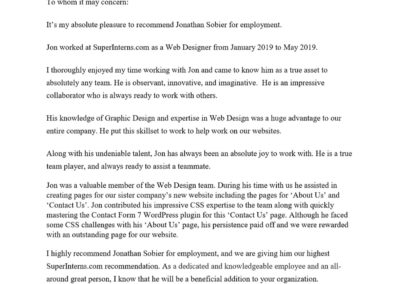 To whom it may concern:
It's my absolute pleasure to recommend Jonathan Sobier for employment.
Jon worked at SuperInterns.com as a Web Designer from January 2019 to May 2019.
I thoroughly enjoyed my time working with Jon and came to know him as a true asset to
absolutely any team. He is observant, innovative, and imaginative.  He is an impressive
collaborator who is always ready to work with others.
His knowledge of Graphic Design and expertise in Web Design was a huge advantage to our
entire company. He put this skillset to work to help work on our websites.
Along with his undeniable talent, Jon has always been an absolute joy to work with. He is a true
team player, and always ready to assist a teammate.
Jon was a valuable member of the Web Design team. During his time with us he assisted in
creating pages for our sister company's new website including the pages for 'About Us' and
'Contact Us'. Jon contributed his impressive CSS expertise to the team along with quickly
mastering the Contact Form 7 WordPress plugin for this 'Contact Us' page. Although he faced
some CSS challenges with his 'About Us' page, his persistence paid off and we were rewarded
with an outstanding page for our website.
I highly recommend Jonathan Sobier for employment, and we are giving him our highest
SuperInterns.com recommendation. As a dedicated and knowledgeable employee and an all-
around great person, I know that he will be a beneficial addition to your organization.